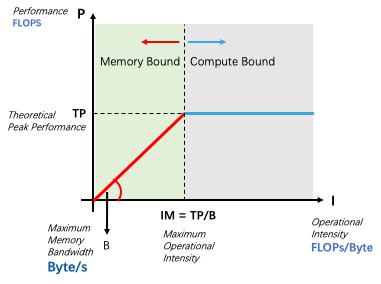 Performance
FLOPS
P
Memory Bound
Compute Bound
Theoretical
Peak Performance
TP
I
IM = TP/B
Maximum
Memory
Bandwidth
Byte/s
B
Maximum
Operational
Intensity
Operational
Intensity
FLOPs/Byte